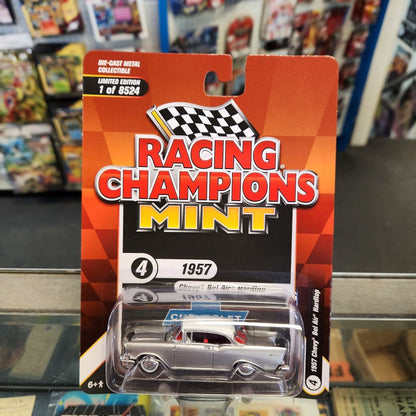 DIE-CAST METAL
COLLECTIBLE
LIMITED EDITION
1 of 8524
RACING
CHAMPIONS
MINT
4 1957
Chevy® Bel Air® Hardtop
CHEVROLET
6+
4 1957 Chevy® Bel Air® Hardtop